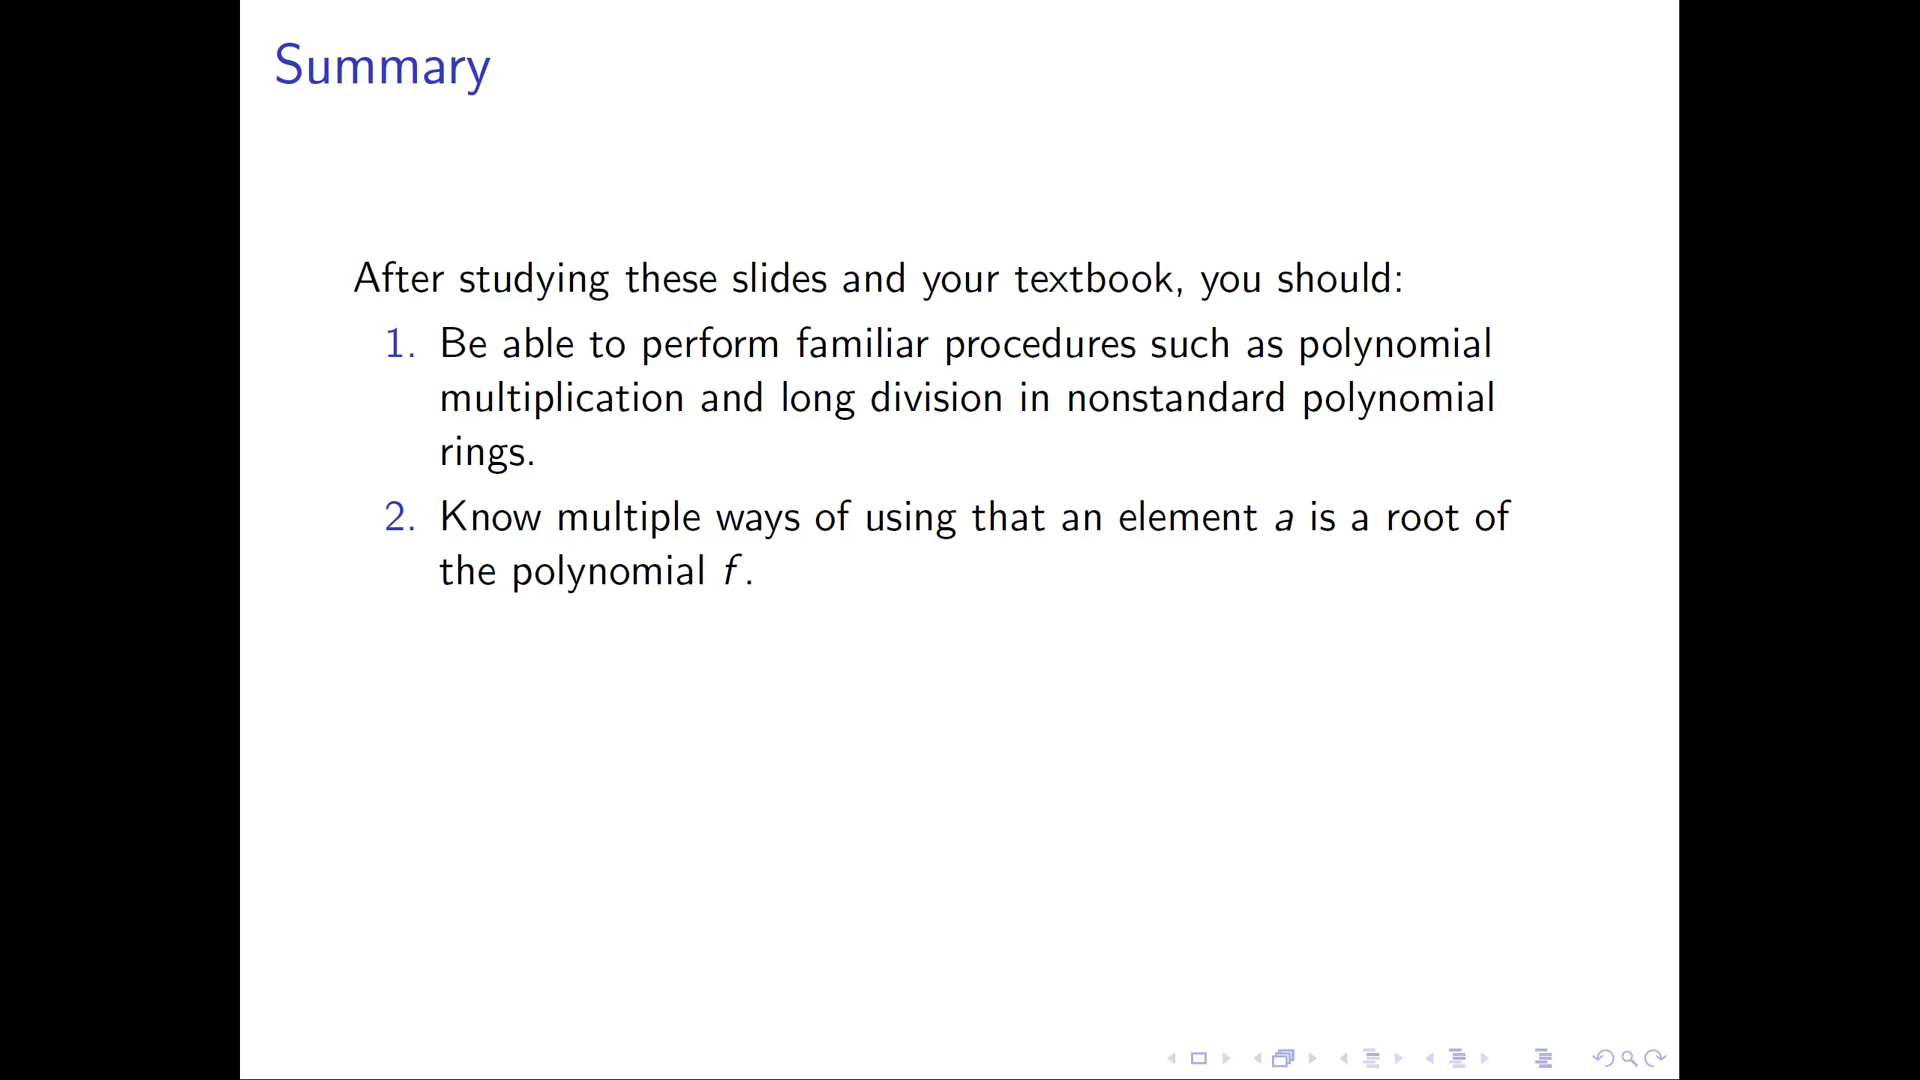 Summary
After studying these slides and your textbook, you should:
1. Be able to perform familiar procedures such as polynomial
multiplication and long division in nonstandard polynomial
rings.
2. Know multiple ways of using that an element a is a root of
the polynomial f.